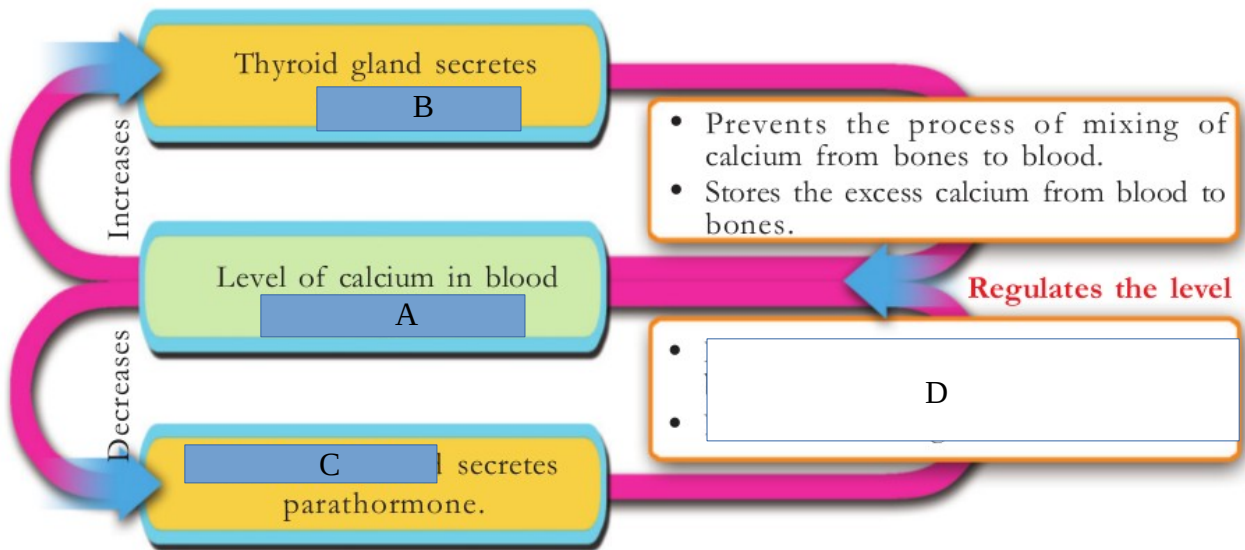 Thyroid gland secretes
B
Increases
• Prevents the process of mixing of
calcium from bones to blood.
• Stores the excess calcium from blood to
bones.
Level of calcium in blood
A
Regulates the level
Decreases
•
D
•
C
secretes
parathormone.